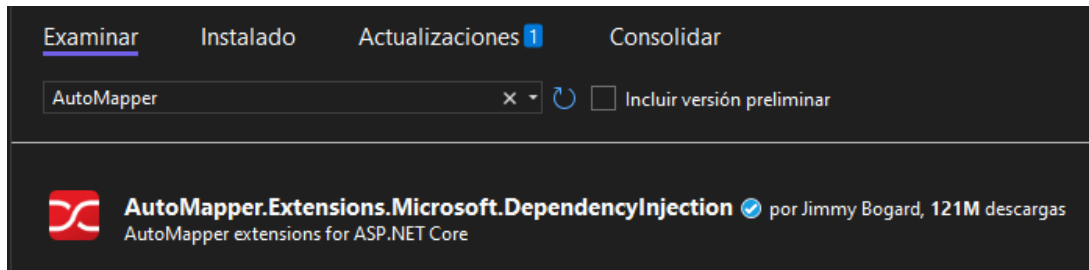 Examinar Instalado Actualizaciones 1 Consolidar
AutoMapper Incluir versión preliminar
AutoMapper.Extensions.Microsoft.DependencyInjection por Jimmy Bogard, 121M descargas
AutoMapper extensions for ASP.NET Core